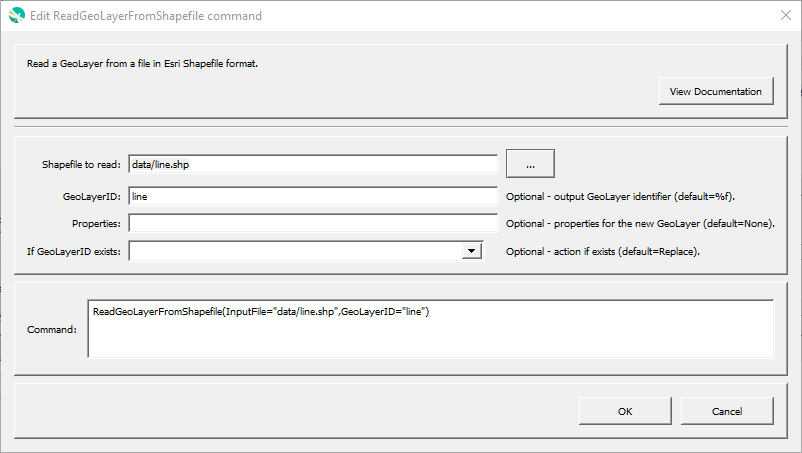 Edit ReadGeoLayerFromShapefile command
Read a GeoLayer from a file in Esri Shapefile format.
View Documentation
Shapefile to read: data/line.shp ...
GeoLayerID: line Optional - output GeoLayer identifier (default=%f).
Properties: Optional - properties for the new GeoLayer (default=None).
If GeoLayerID exists: Optional - action if exists (default=Replace).
Command: ReadGeoLayerFromShapefile(InputFile="data/line.shp",GeoLayerID="line")
OK Cancel